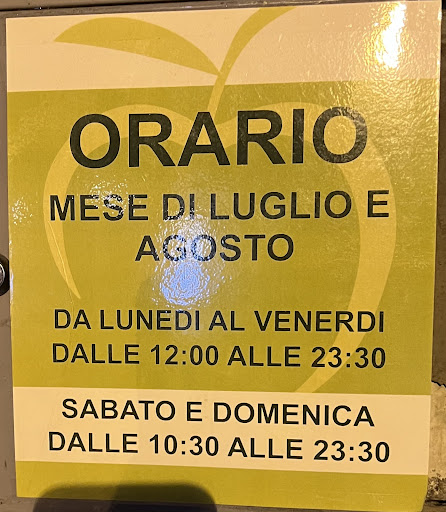 ORARIO
MESE DI LUGLIO E
AGOSTO
DA LUNEDI AL VENERDI
DALLE 12:00 ALLE 23:30
SABATO E DOMENICA
DALLE 10:30 ALLE 23:30